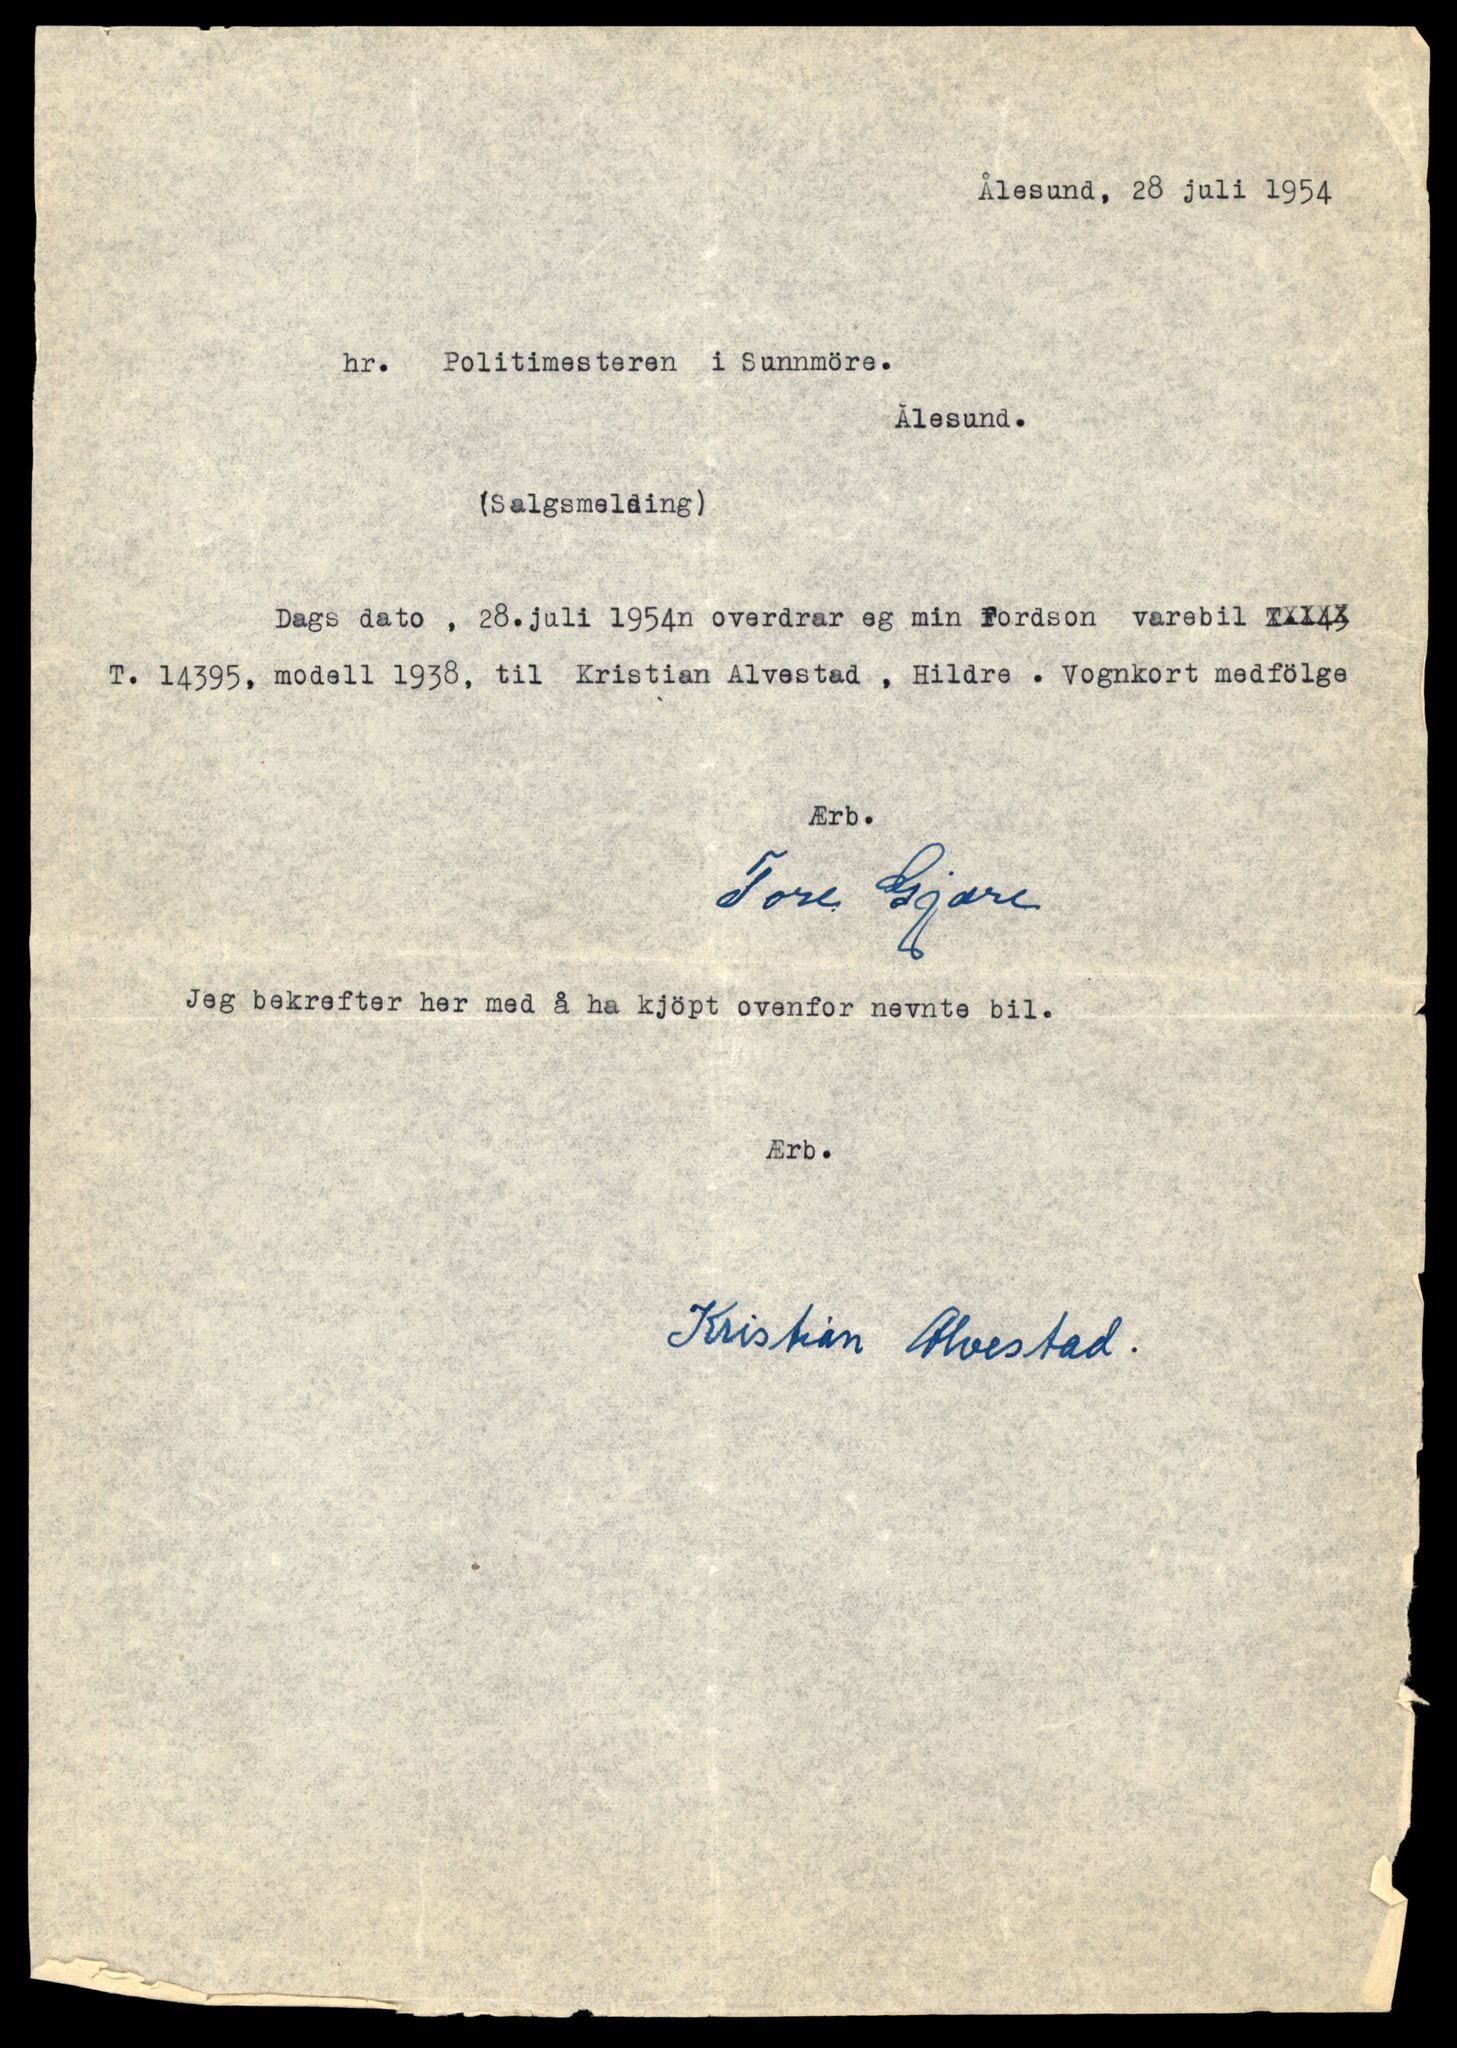 Ålesund, 28 juli 1954
hr. Politimesteren i Sunnmöre.
Ålesund.
(Salgsmelding)
Dags dato , 28.juli 1954n overdrar eg min Fordson varebil
T. 14395, modell 1938, til Kristian Alvestad , Hildre . Vognkort medfölge
Ærb.
Tore Gjære
Jeg bekrefter her med å ha kjöpt ovenfor nevnte bil.
Ærb.
Kristian Alvestad.